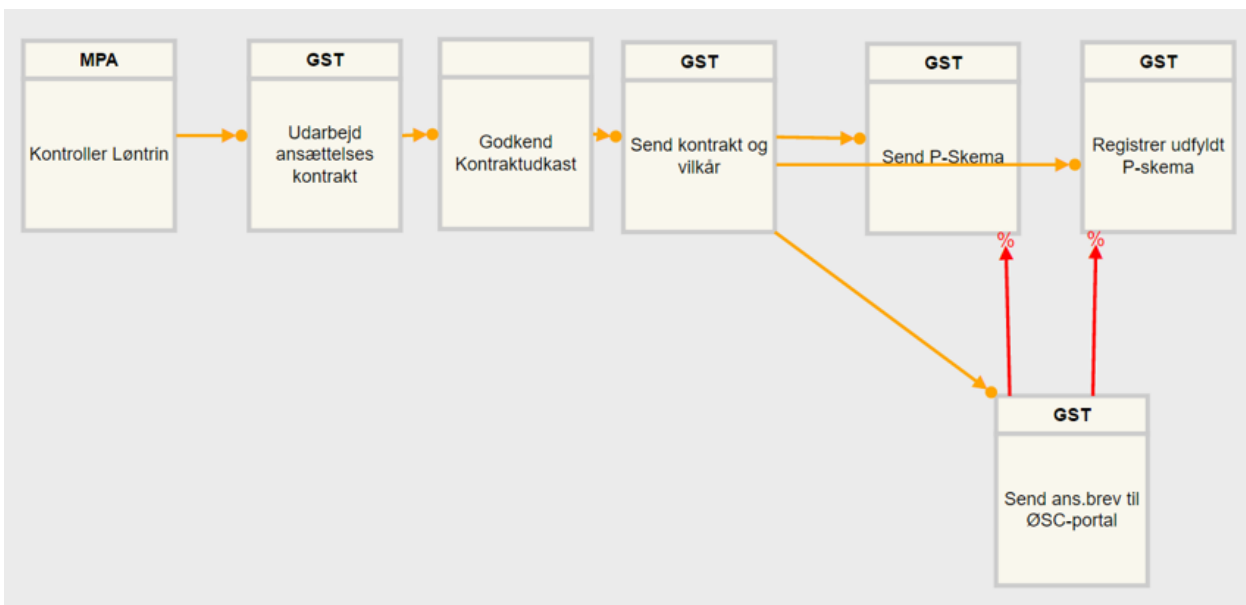 MPA
Kontroller Løntrin
GST
Udarbejd
ansættelses
kontrakt
Godkend
Kontraktudkast
GST
Send kontrakt og
vilkår
GST
Send P-Skema
%
GST
Registrer udfyldt
P-skema
%
GST
Send ans.brev til
ØSC-portal